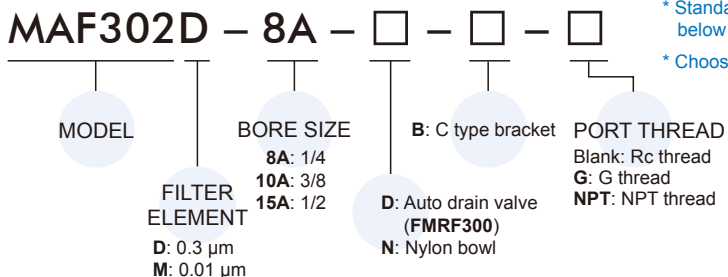 MAF302D – 8A – □ – □ – □
* Standa
below
* Choos
MODEL
FILTER
ELEMENT
D: 0.3 µm
M: 0.01 µm
BORE SIZE
8A: 1/4
10A: 3/8
15A: 1/2
D: Auto drain valve
(FMRF300)
N: Nylon bowl
B: C type bracket
PORT THREAD
Blank: Rc thread
G: G thread
NPT: NPT thread